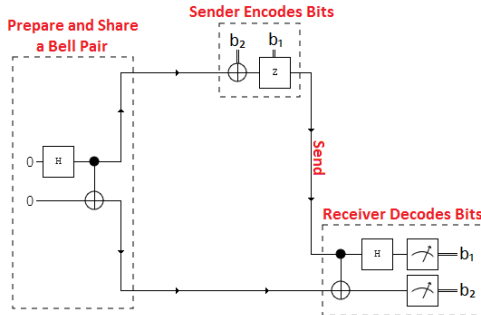 Sender Encodes Bits
Prepare and Share
a Bell Pair
b₂ b₁
Z
0 H
0
Send
Receiver Decodes Bits
H b₁
b₂